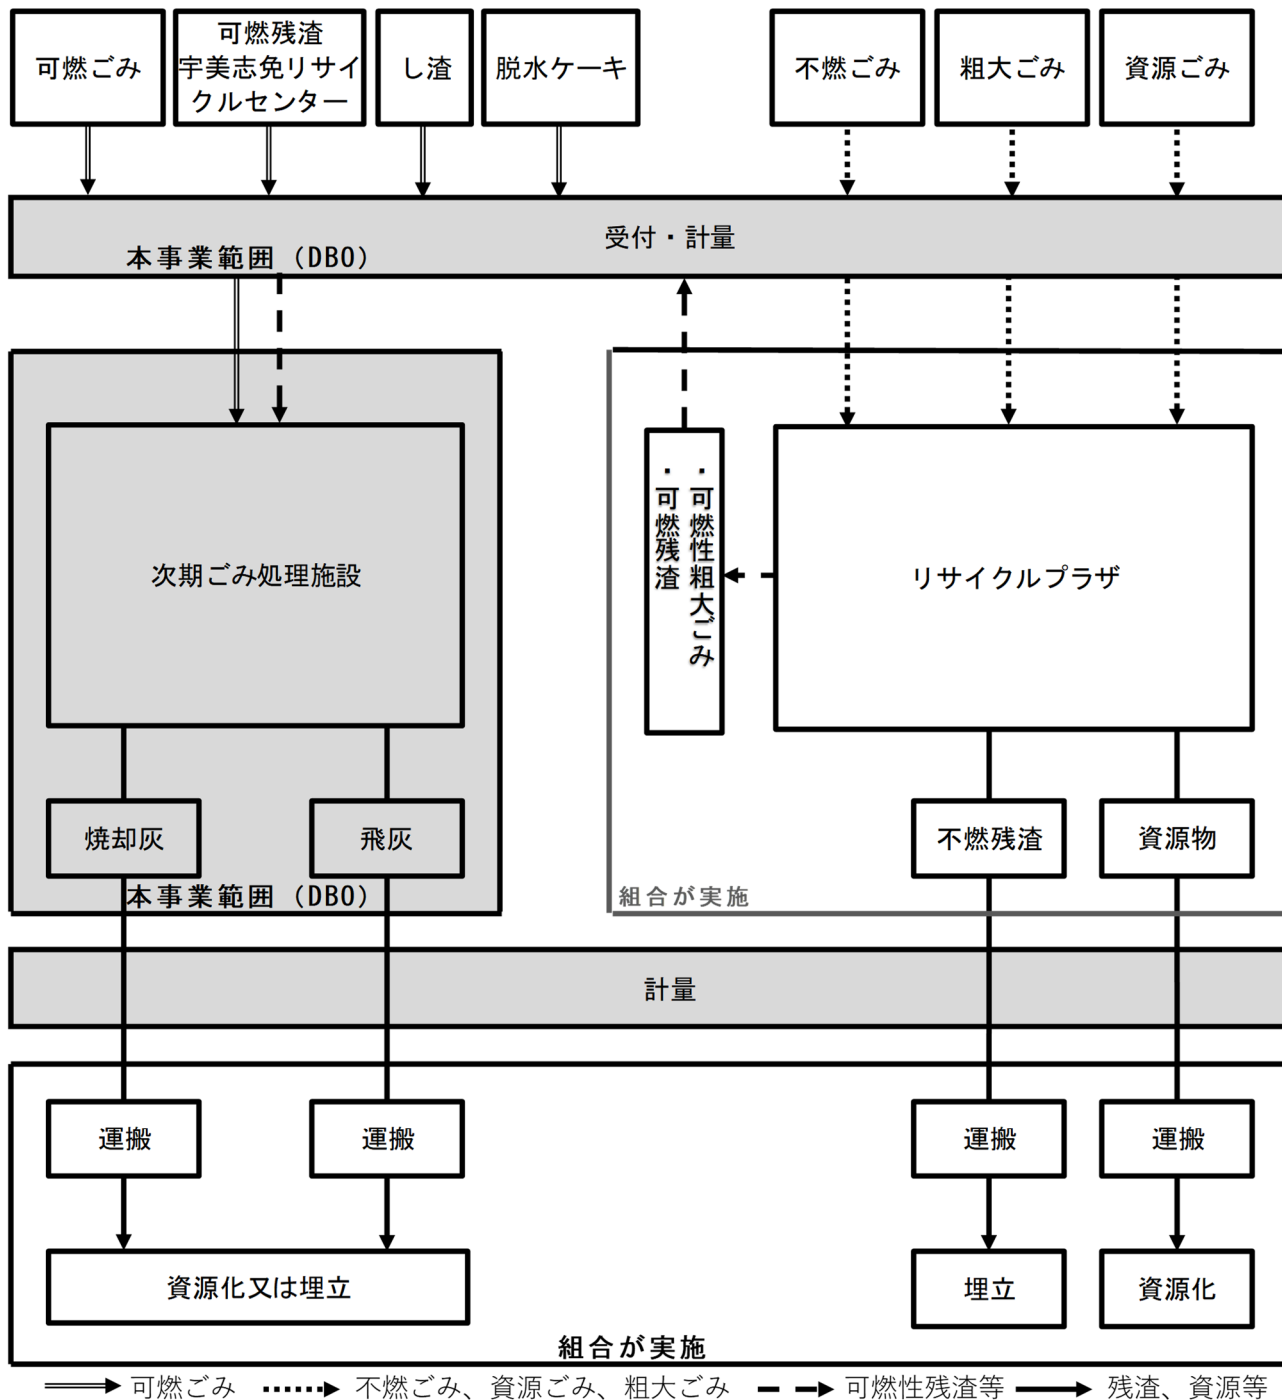 可燃ごみ
可燃残渣
宇美志免リサイ
クルセンター
し渣
脱水ケーキ
不燃ごみ
粗大ごみ
資源ごみ
受付・計量
本事業範囲（DBO）
次期ごみ処理施設
・可燃性粗大ごみ
・可燃残渣
リサイクルプラザ
焼却灰
飛灰
不燃残渣
資源物
本事業範囲（DBO）
組合が実施
計量
運搬
運搬
運搬
運搬
資源化又は埋立
埋立
資源化
組合が実施
可燃ごみ
不燃ごみ、資源ごみ、粗大ごみ
可燃性残渣等
残渣、資源等